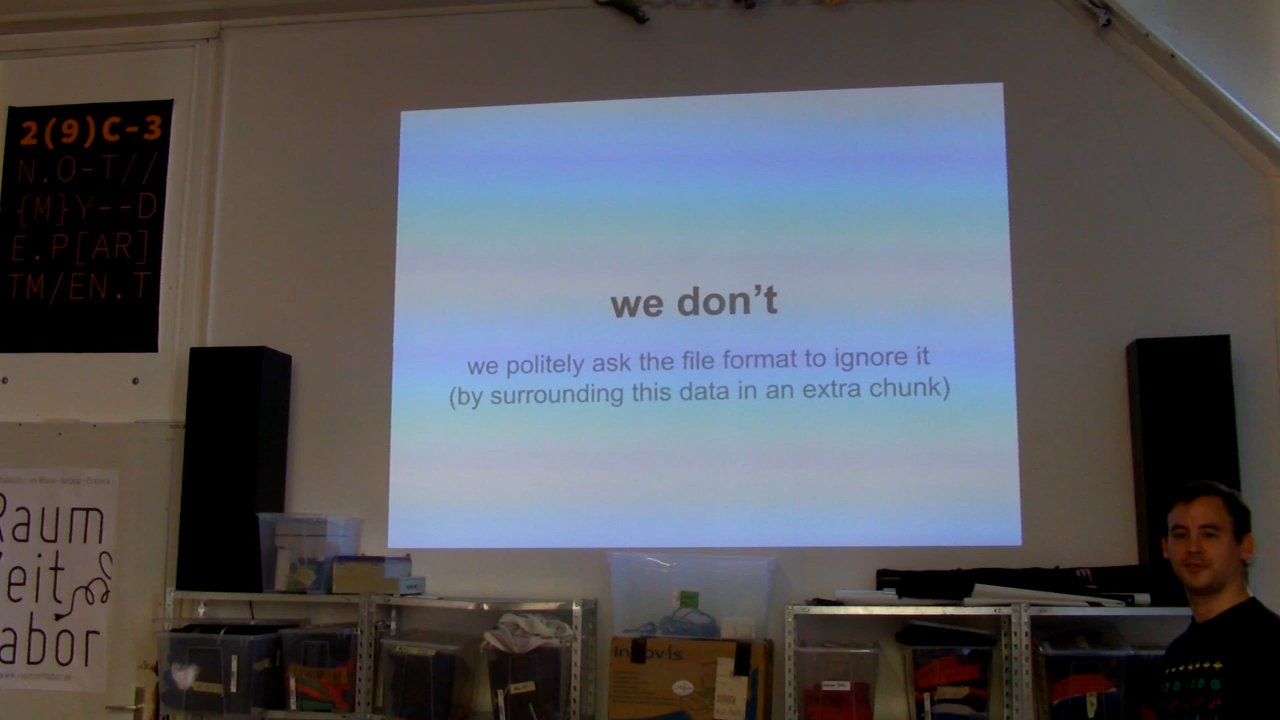 2(9)C-3
N.O-T//
{M}Y--D
E.P[AR]
TM/EN.T
we don't
we politely ask the file format to ignore it
(by surrounding this data in an extra chunk)
Raum
Zeit
Labor